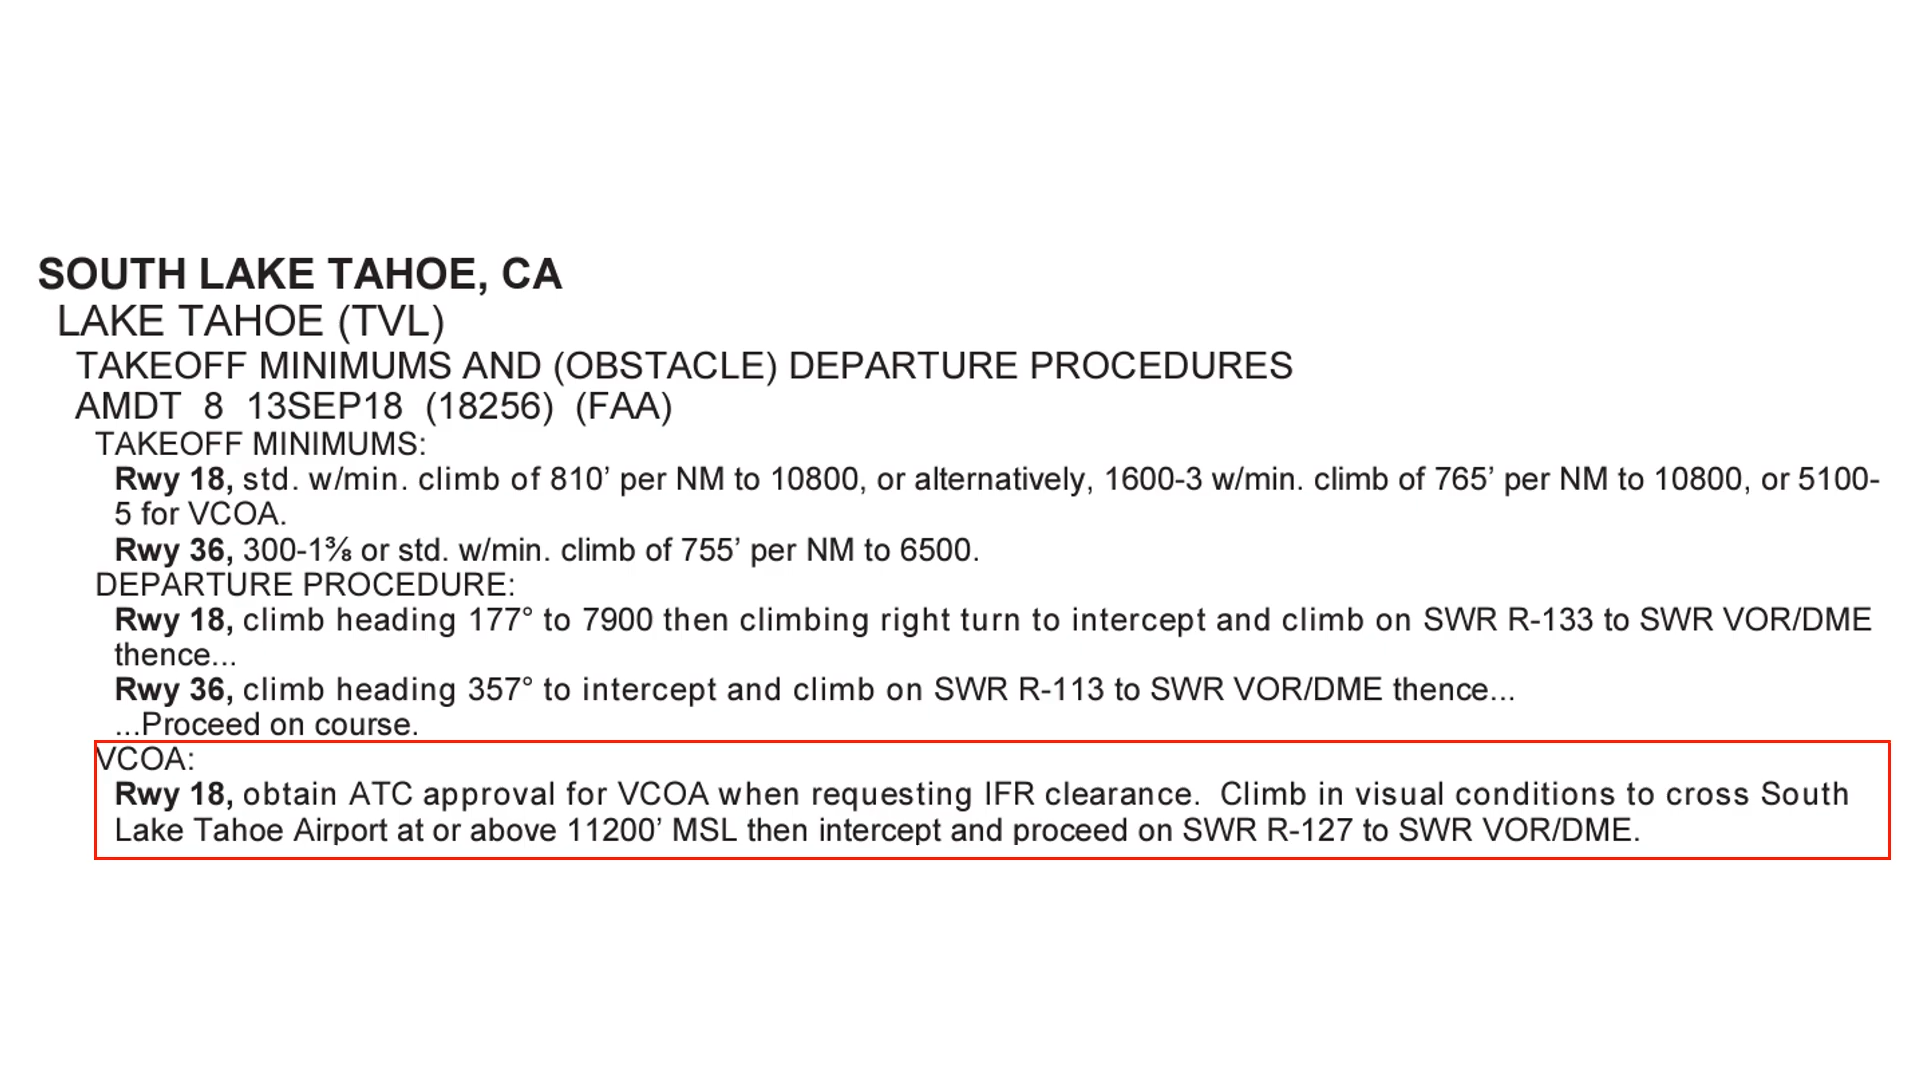 SOUTH LAKE TAHOE, CA
LAKE TAHOE (TVL)
TAKEOFF MINIMUMS AND (OBSTACLE) DEPARTURE PROCEDURES
AMDT 8 13SEP18 (18256) (FAA)
TAKEOFF MINIMUMS:
Rwy 18, std. w/min. climb of 810’ per NM to 10800, or alternatively, 1600-3 w/min. climb of 765’ per NM to 10800, or 5100-
5 for VCOA.
Rwy 36, 300-1⅜ or std. w/min. climb of 755’ per NM to 6500.
DEPARTURE PROCEDURE:
Rwy 18, climb heading 177° to 7900 then climbing right turn to intercept and climb on SWR R-133 to SWR VOR/DME
thence...
Rwy 36, climb heading 357° to intercept and climb on SWR R-113 to SWR VOR/DME thence...
...Proceed on course.
VCOA:
Rwy 18, obtain ATC approval for VCOA when requesting IFR clearance. Climb in visual conditions to cross South
Lake Tahoe Airport at or above 11200’ MSL then intercept and proceed on SWR R-127 to SWR VOR/DME.